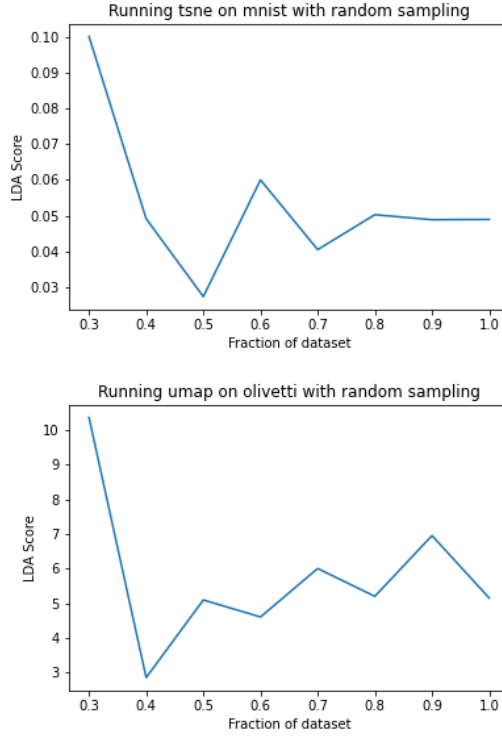 Running tsne on mnist with random sampling
0.10
0.09
0.08
0.07
0.06
0.05
0.04
0.03
LDA Score
0.3 0.4 0.5 0.6 0.7 0.8 0.9 1.0
Fraction of dataset
Running umap on olivetti with random sampling
10
9
8
7
6
5
4
3
LDA Score
0.3 0.4 0.5 0.6 0.7 0.8 0.9 1.0
Fraction of dataset